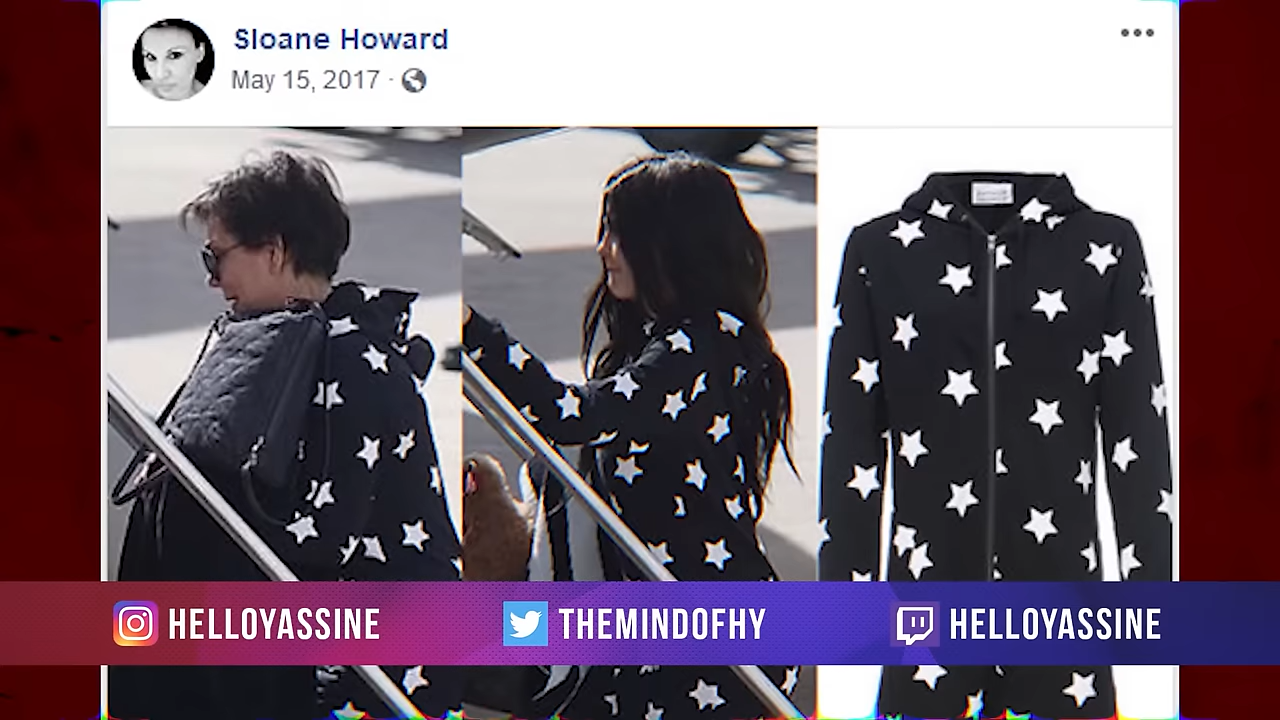 Sloane Howard
May 15, 2017 ·
HELLOYASSINE
THEMINDOFHY
HELLOYASSINE